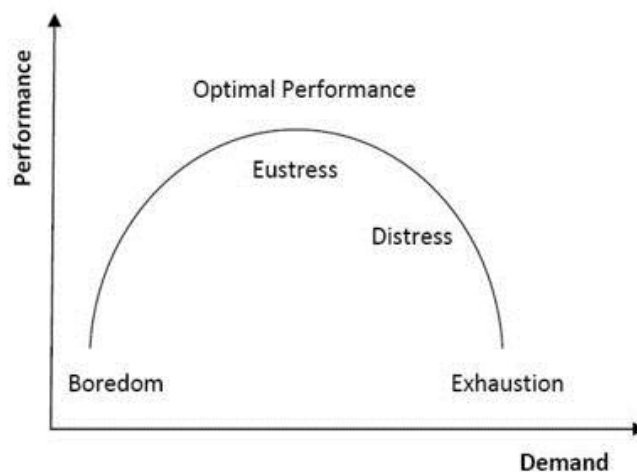 Performance
Optimal Performance
Eustress
Distress
Boredom
Exhaustion
Demand